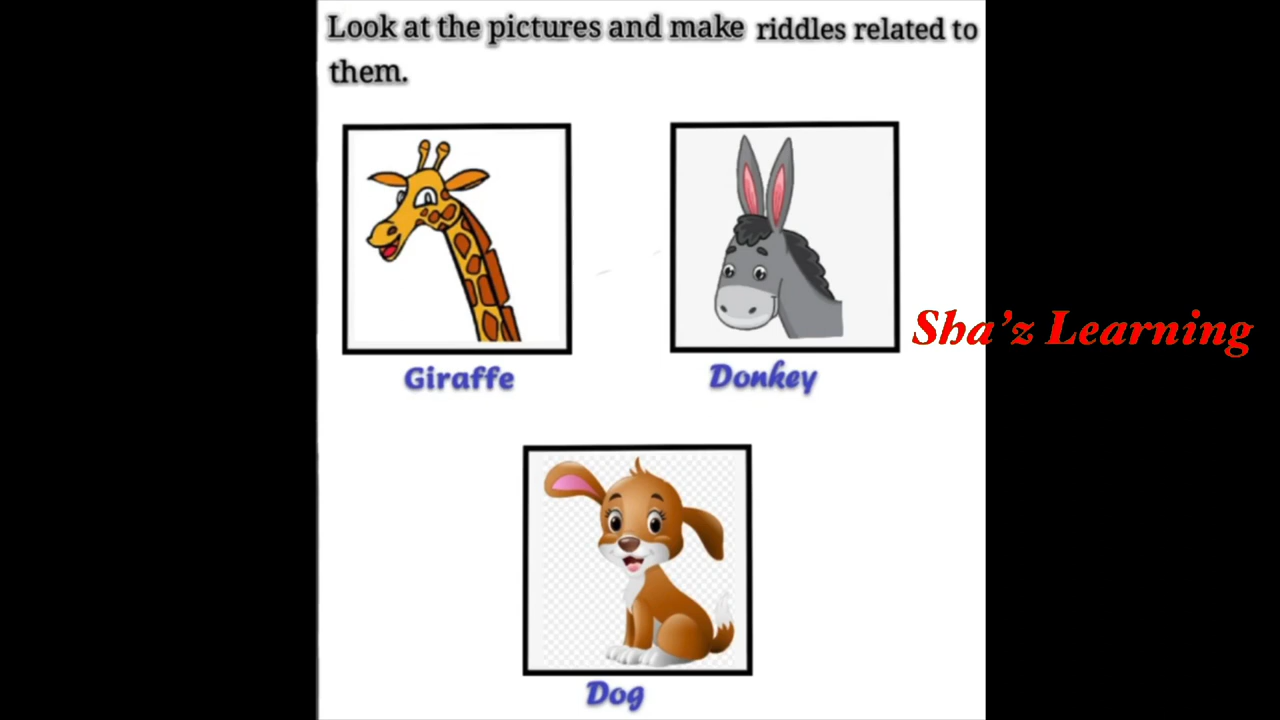 Look at the pictures and make riddles related to
them.
Giraffe
Donkey
Sha'z Learning
Dog